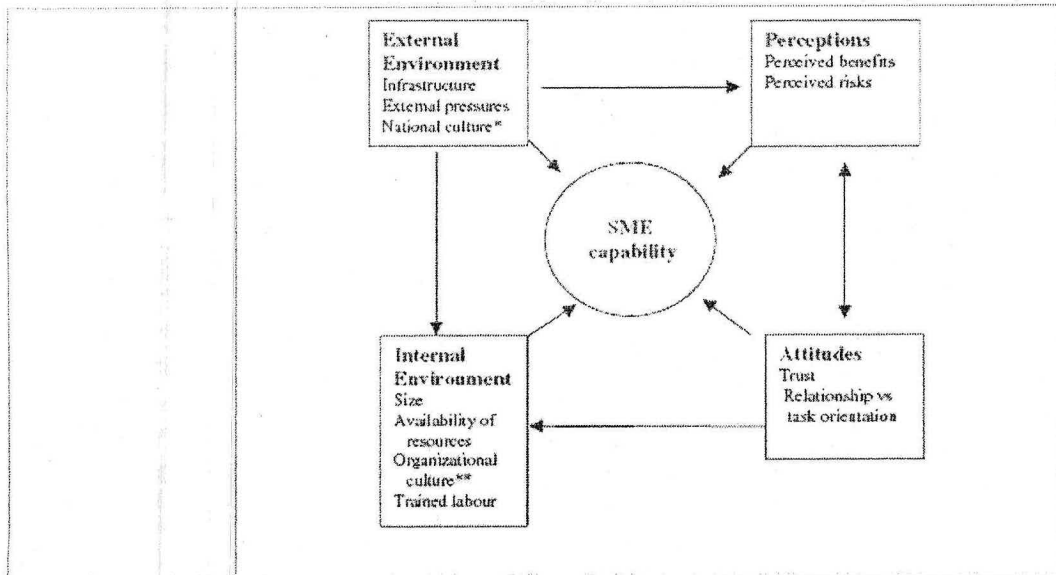 External
Environment
Infrastructure
External pressures
National culture*
Perceptions
Perceived benefits
Perceived risks
SME
capability
Internal
Environment
Size
Availability of
resources
Organizational
culture**
Trained labour
Attitudes
Trust
Relationship vs
task orientation